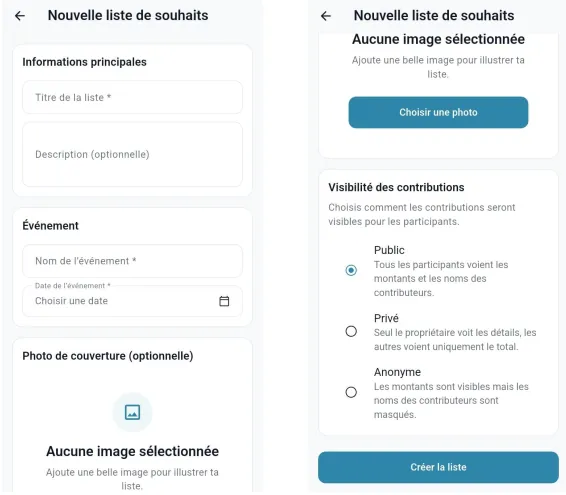 Nouvelle liste de souhaits
Informations principales
Titre de la liste *
Description (optionnelle)
Événement
Nom de l'événement *
Date de l'événement *
Choisir une date
Photo de couverture (optionnelle)
Aucune image sélectionnée
Ajoute une belle image pour illustrer ta
liste.
Nouvelle liste de souhaits
Aucune image sélectionnée
Ajoute une belle image pour illustrer ta
liste.
Choisir une photo
Visibilité des contributions
Choisis comment les contributions seront
visibles pour les participants.
Public
Tous les participants voient les
montants et les noms des
contributeurs.
Privé
Seul le propriétaire voit les détails, les
autres voient uniquement le total.
Anonyme
Les montants sont visibles mais les
noms des contributeurs sont
masqués.
Créer la liste